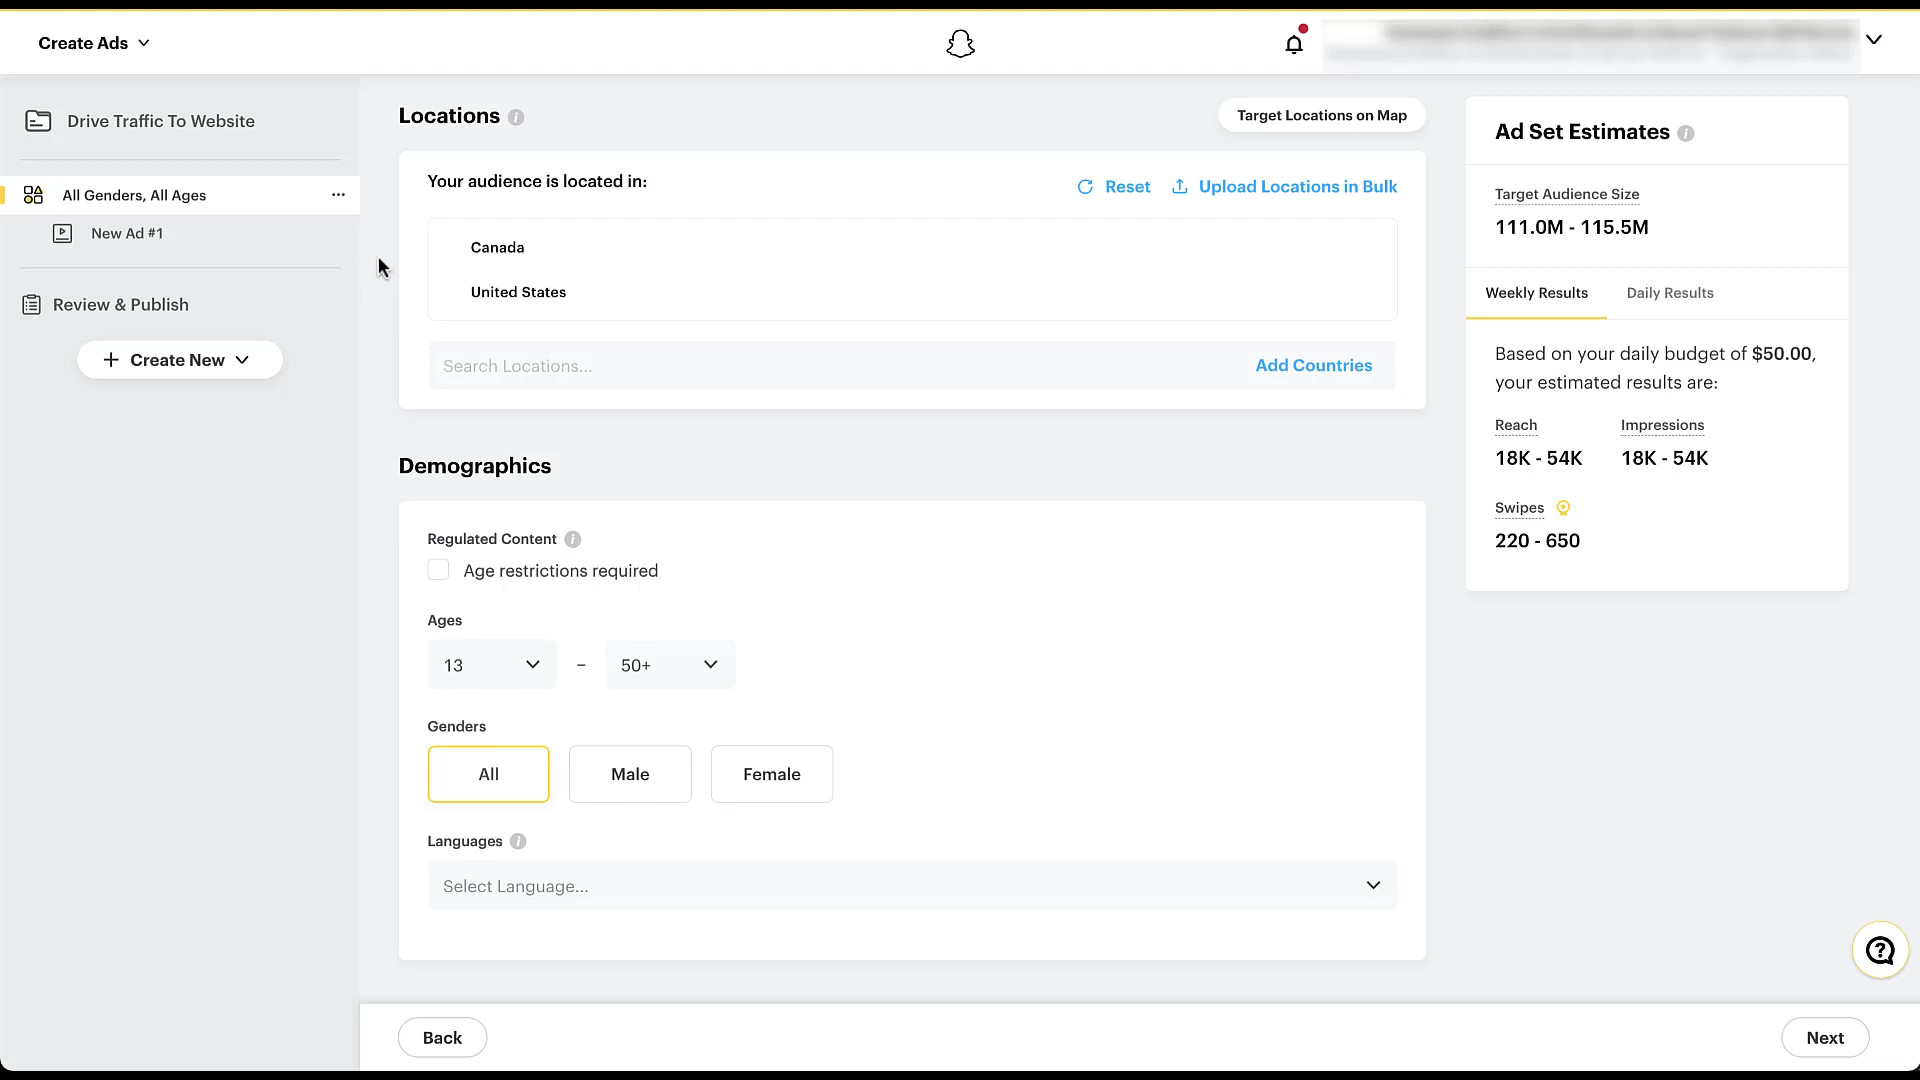 Create Ads
Drive Traffic To Website
All Genders, All Ages
New Ad #1
Review & Publish
+ Create New
Locations
Target Locations on Map
Your audience is located in:
Reset
Upload Locations in Bulk
Canada
United States
Search Locations...
Add Countries
Demographics
Regulated Content
Age restrictions required
Ages
13 – 50+
Genders
All
Male
Female
Languages
Select Language...
Back
Next
Ad Set Estimates
Target Audience Size
111.0M - 115.5M
Weekly Results
Daily Results
Based on your daily budget of $50.00,
your estimated results are:
Reach
Impressions
18K - 54K
18K - 54K
Swipes
220 - 650